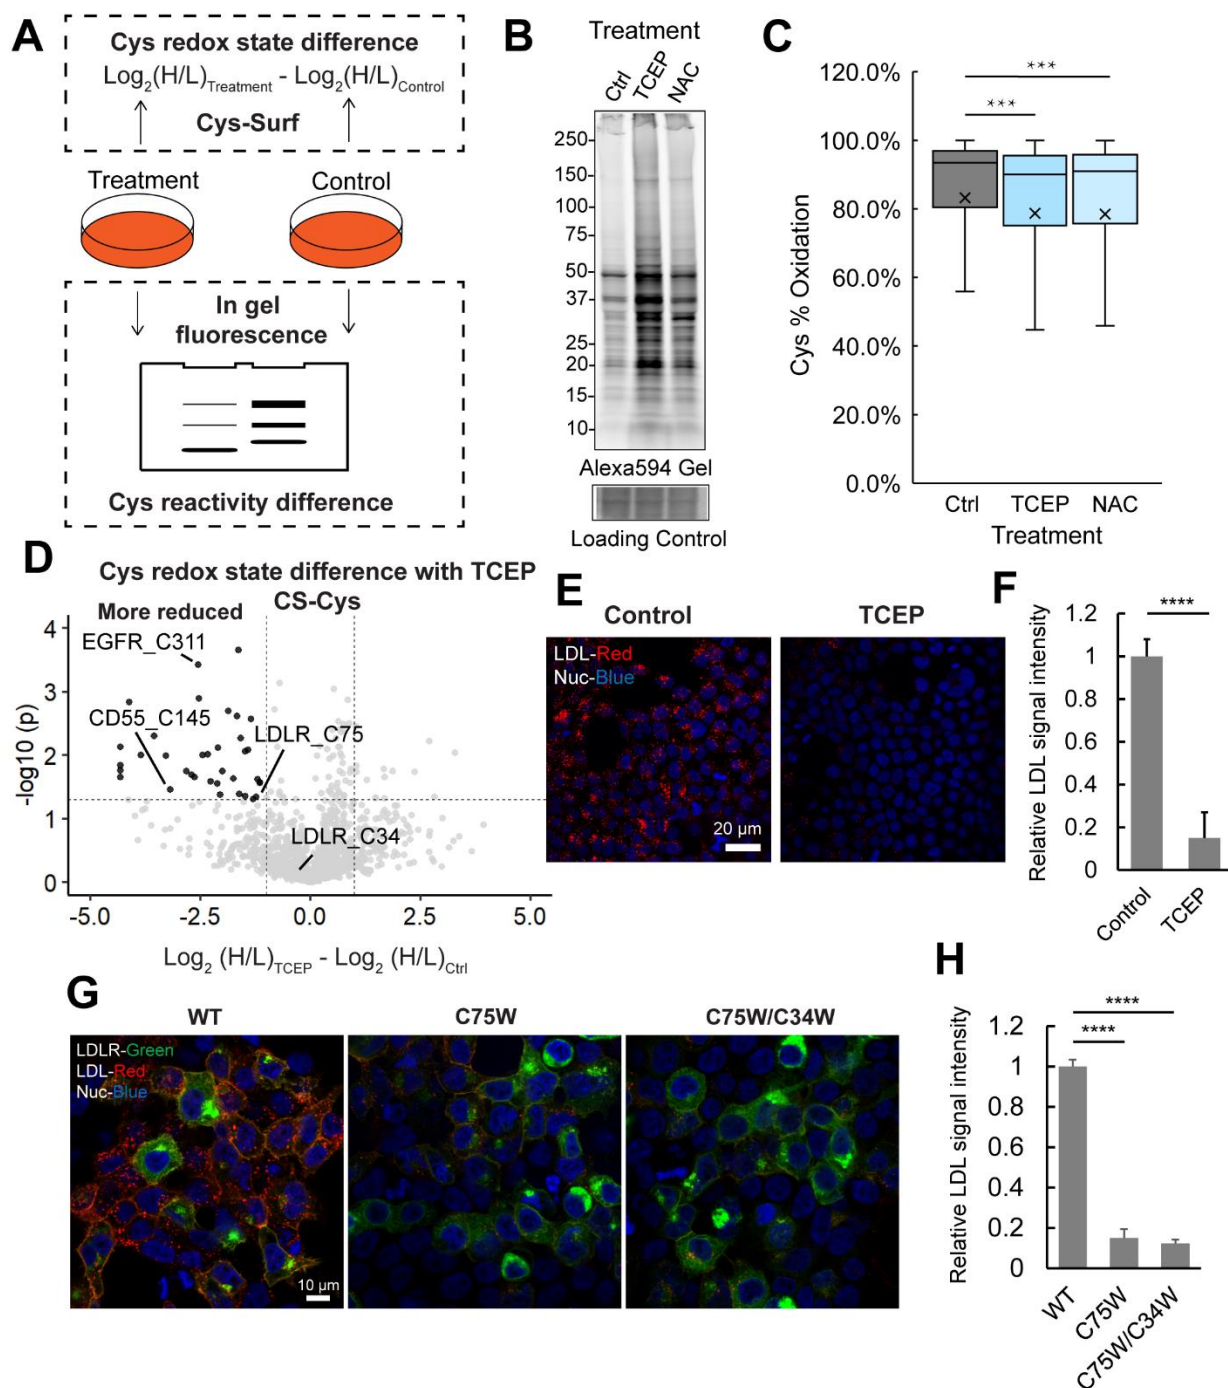 A
Cys redox state difference
Log2(H/L)Treatment - Log2(H/L)Control
Cys-Surf
Treatment
Control
In gel
fluorescence
Cys reactivity difference
B
Treatment
Ctrl
TCEP
NAC
250
150
100
75
50
37
25
20
15
10
Alexa594 Gel
Loading Control
C
120.0%
100.0%
80.0%
60.0%
40.0%
20.0%
0.0%
Cys % Oxidation
***
***
Ctrl
TCEP
NAC
Treatment
D
Cys redox state difference with TCEP
CS-Cys
More reduced
EGFR_C311
CD55_C145
LDLR_C75
LDLR_C34
4
3
2
1
0
-log10 (p)
-5.0
-2.5
0.0
2.5
5.0
Log2 (H/L)TCEP - Log2 (H/L)Ctrl
E
Control
TCEP
LDL-Red
Nuc-Blue
20 µm
F
Relative LDL signal intensity
1.2
1
0.8
0.6
0.4
0.2
0
****
Control
TCEP
G
WT
C75W
C75W/C34W
LDLR-Green
LDL-Red
Nuc-Blue
10 µm
H
Relative LDL signal intensity
1.2
1
0.8
0.6
0.4
0.2
0
****
****
WT
C75W
C75W/C34W